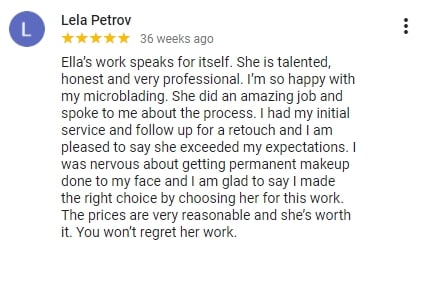 L
Lela Petrov
★★★★★ 36 weeks ago
Ella's work speaks for itself. She is talented,
honest and very professional. I'm so happy with
my microblading. She did an amazing job and
spoke to me about the process. I had my initial
service and follow up for a retouch and I am
pleased to say she exceeded my expectations. I
was nervous about getting permanent makeup
done to my face and I am glad to say I made
the right choice by choosing her for this work.
The prices are very reasonable and she's worth
it. You won't regret her work.